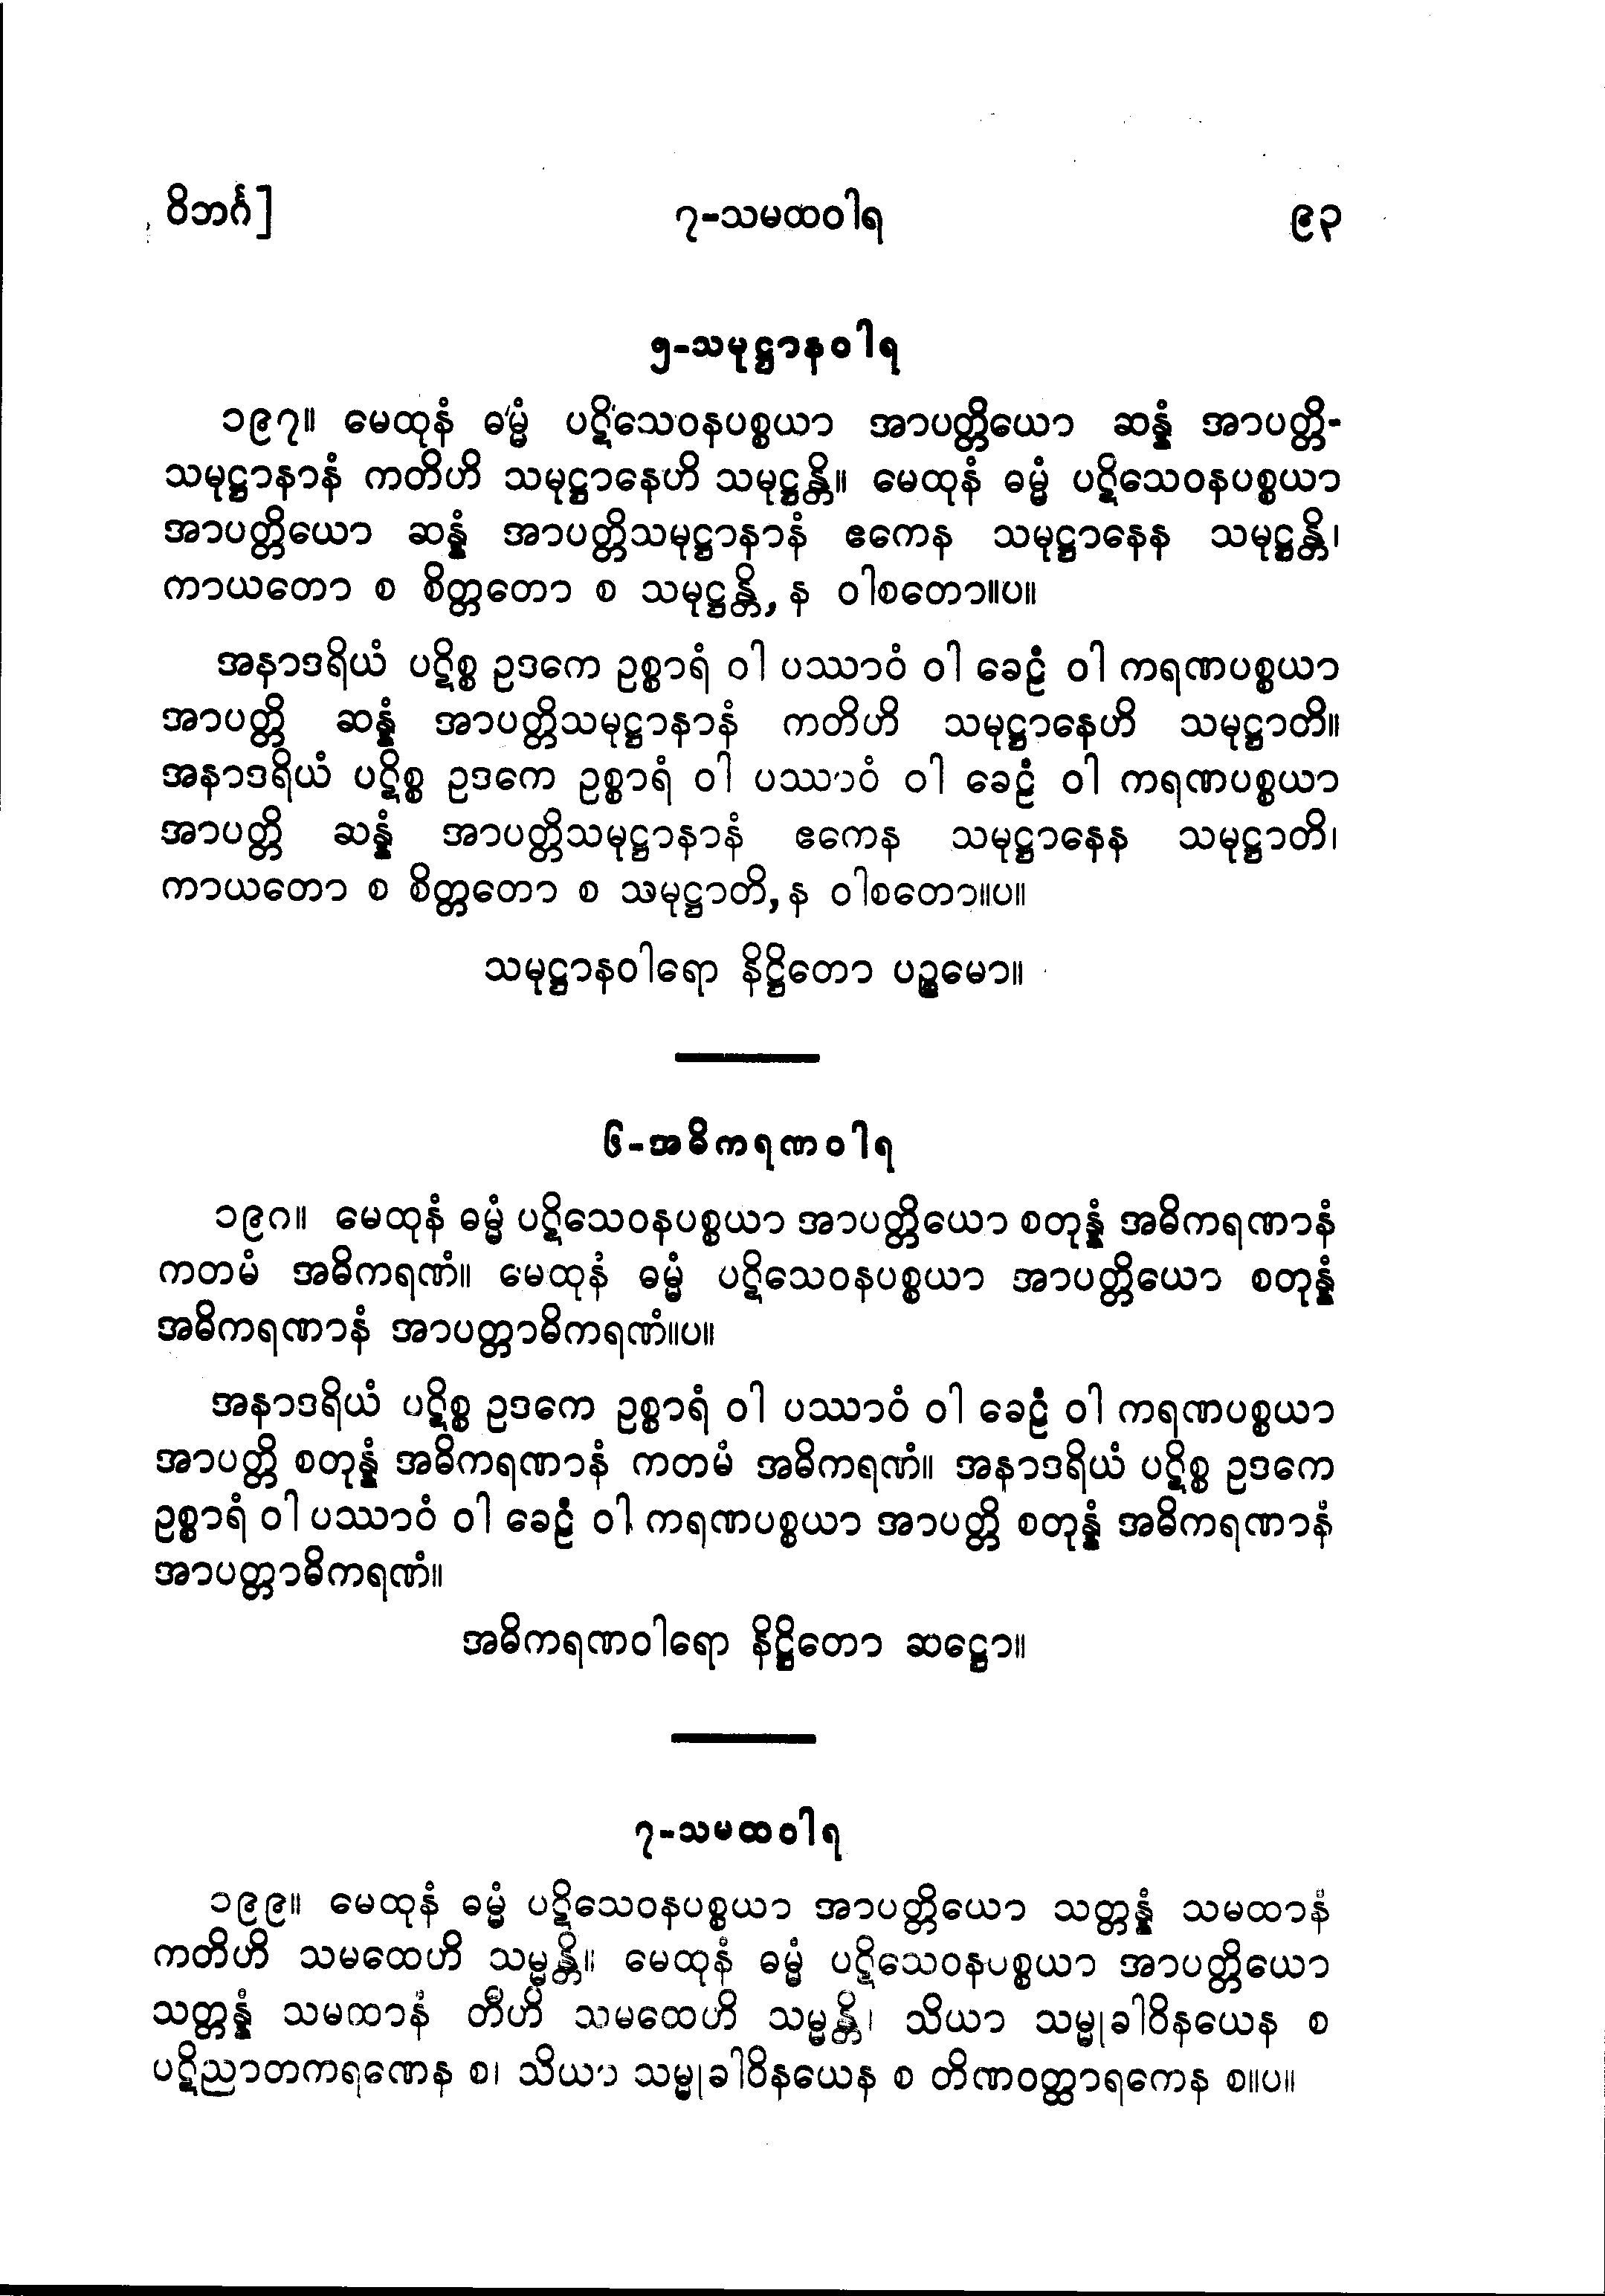 ဝိဘင်္ဂ]
၇-သမထဝါရ
၉၃
၅-သမုဋ္ဌာနဝါရ
၁၉၇။ မေထုနံ ဓမ္မံ ပဋိသေဝနပစ္စယာ အာပတ္တိယော ဆန္နံ အာပတ္တိ-
သမုဋ္ဌာနာနံ ကတိဟိ သမုဋ္ဌာနေဟိ သမုဋ္ဌန္တိ။ မေထုနံ ဓမ္မံ ပဋိသေဝနပစ္စယာ
အာပတ္တိယော ဆန္နံ အာပတ္တိသမုဋ္ဌာနာနံ ဧကေန သမုဋ္ဌာနေန သမုဋ္ဌန္တိ၊
ကာယတော စ စိတ္တတော စ သမုဋ္ဌန္တိ, န ဝါစတော။ပ။
အနာဒရိယံ ပဋိစ္စ ဥဒကေ ဥစ္စာရံ ဝါ ပဿာဝံ ဝါ ခေဠံ ဝါ ကရဏပစ္စယာ
အာပတ္တိ ဆန္နံ အာပတ္တိသမုဋ္ဌာနာနံ ကတိဟိ သမုဋ္ဌာနေဟိ သမုဋ္ဌာတိ။
အနာဒရိယံ ပဋိစ္စ ဥဒကေ ဥစ္စာရံ ဝါ ပဿာဝံ ဝါ ခေဠံ ဝါ ကရဏပစ္စယာ
အာပတ္တိ ဆန္နံ အာပတ္တိသမုဋ္ဌာနာနံ ဧကေန သမုဋ္ဌာနေန သမုဋ္ဌာတိ၊
ကာယတော စ စိတ္တတော စ သမုဋ္ဌာတိ, န ဝါစတော။ပ။
သမုဋ္ဌာနဝါရော နိဋ္ဌိတော ပဉ္စမော။
၆-အဓိကရဏဝါရ
၁၉၈။ မေထုနံ ဓမ္မံ ပဋိသေဝနပစ္စယာ အာပတ္တိယော စတုန္နံ အဓိကရဏာနံ
ကတမံ အဓိကရဏံ။ မေထုနံ ဓမ္မံ ပဋိသေဝနပစ္စယာ အာပတ္တိယော စတုန္နံ
အဓိကရဏာနံ အာပတ္တာဓိကရဏံ။ပ။
အနာဒရိယံ ပဋိစ္စ ဥဒကေ ဥစ္စာရံ ဝါ ပဿာဝံ ဝါ ခေဠံ ဝါ ကရဏပစ္စယာ
အာပတ္တိ စတုန္နံ အဓိကရဏာနံ ကတမံ အဓိကရဏံ။ အနာဒရိယံ ပဋိစ္စ ဥဒကေ
ဥစ္စာရံ ဝါ ပဿာဝံ ဝါ ခေဠံ ဝါ ကရဏပစ္စယာ အာပတ္တိ စတုန္နံ အဓိကရဏာနံ
အာပတ္တာဓိကရဏံ။
အဓိကရဏဝါရော နိဋ္ဌိတော ဆဋ္ဌော။
၇-သမထဝါရ
၁၉၉။ မေထုနံ ဓမ္မံ ပဋိသေဝနပစ္စယာ အာပတ္တိယော သတ္တန္နံ သမထာနံ
ကတိဟိ သမထေဟိ သမ္မန္တိ။ မေထုနံ ဓမ္မံ ပဋိသေဝနပစ္စယာ အာပတ္တိယော
သတ္တန္နံ သမထာနံ တီဟိ သမထေဟိ သမ္မန္တိ၊ သိယာ သမ္မုခါဝိနယေန စ
ပဋိညာတကရဏေန စ၊ သိယာ သမ္မုခါဝိနယေန စ တိဏဝတ္ထာရကေန စ။ပ။